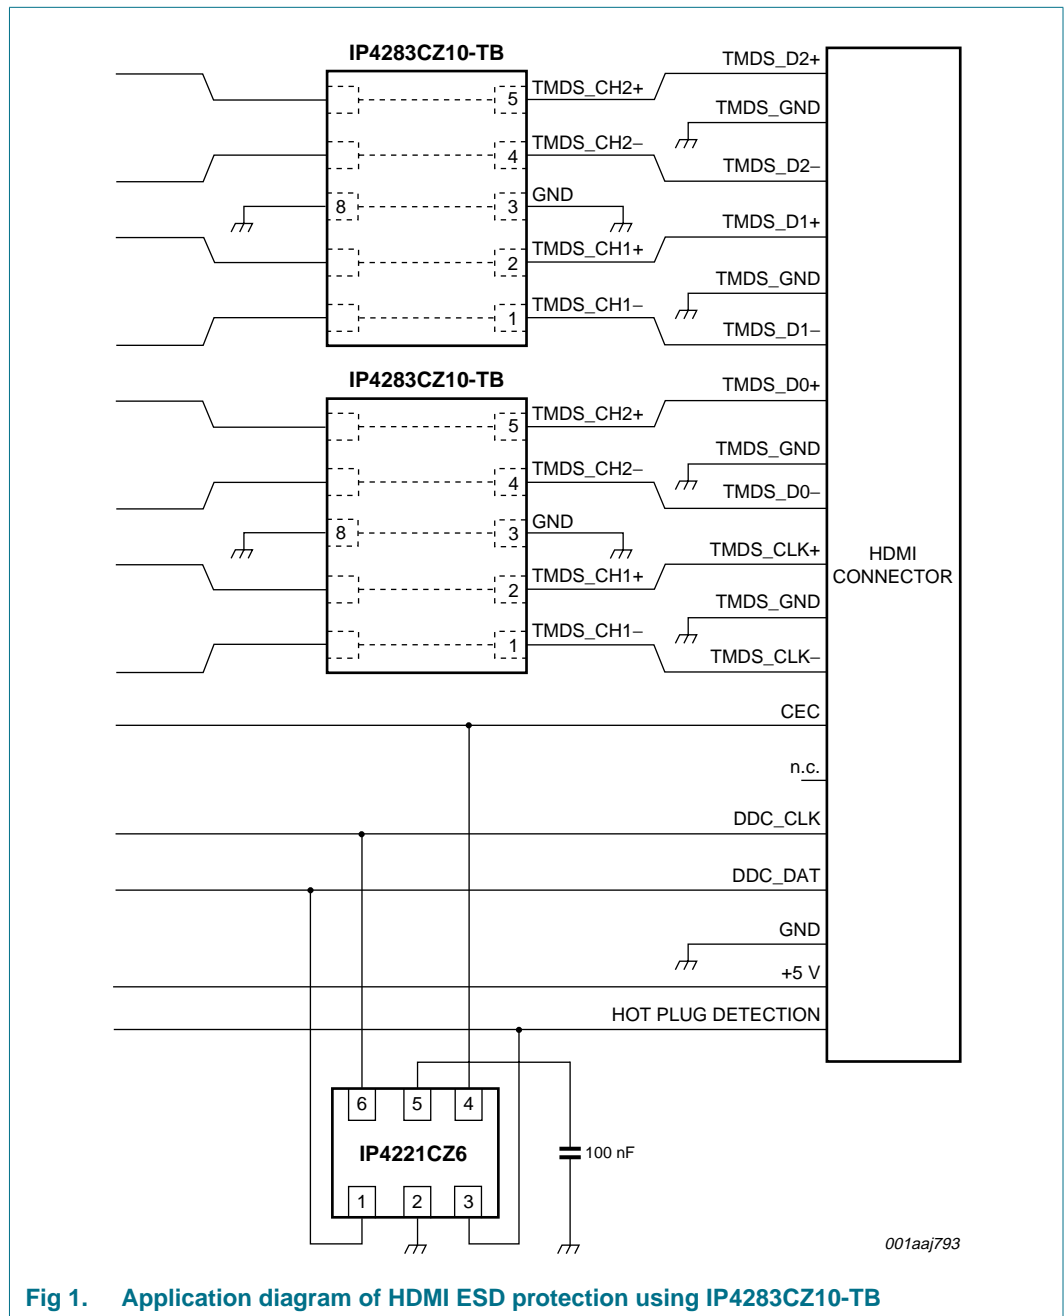 IP4283CZ10-TB
TMDS_D2+
5 TMDS_CH2+
TMDS_GND
4 TMDS_CH2−
TMDS_D2−
8 3 GND
TMDS_D1+
2 TMDS_CH1+
TMDS_GND
1 TMDS_CH1−
TMDS_D1−
IP4283CZ10-TB
TMDS_D0+
5 TMDS_CH2+
TMDS_GND
4 TMDS_CH2−
TMDS_D0−
8 3 GND
TMDS_CLK+
HDMI
CONNECTOR
2 TMDS_CH1+
TMDS_GND
1 TMDS_CH1−
TMDS_CLK−
CEC
n.c.
DDC_CLK
DDC_DAT
GND
+5 V
HOT PLUG DETECTION
6 5 4
IP4221CZ6
100 nF
1 2 3
001aaj793
Fig 1. Application diagram of HDMI ESD protection using IP4283CZ10-TB